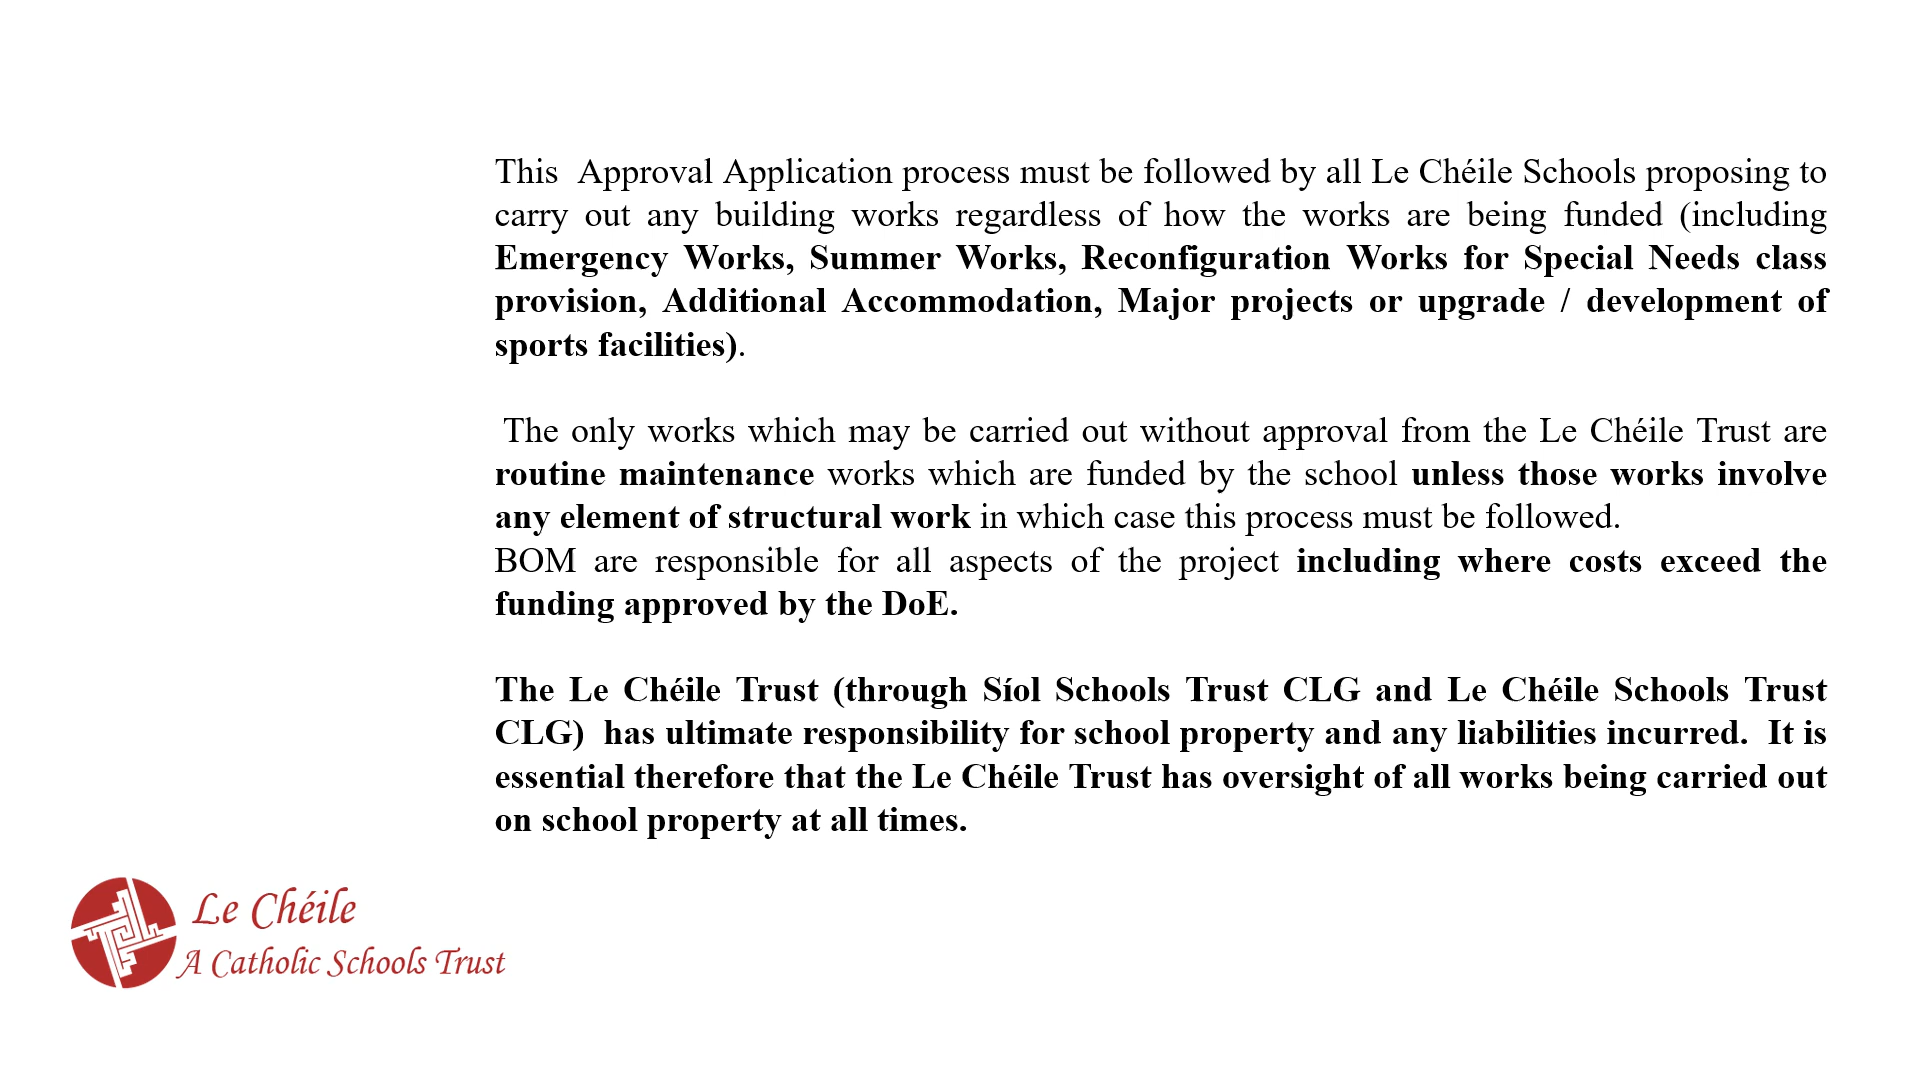 This  Approval Application process must be followed by all Le Chéile Schools proposing to
carry out any building works regardless of how the works are being funded (including
Emergency Works, Summer Works, Reconfiguration Works for Special Needs class
provision, Additional Accommodation, Major projects or upgrade / development of
sports facilities).
The only works which may be carried out without approval from the Le Chéile Trust are
routine maintenance works which are funded by the school unless those works involve
any element of structural work in which case this process must be followed.
BOM are responsible for all aspects of the project including where costs exceed the
funding approved by the DoE.
The Le Chéile Trust (through Síol Schools Trust CLG and Le Chéile Schools Trust
CLG)  has ultimate responsibility for school property and any liabilities incurred.  It is
essential therefore that the Le Chéile Trust has oversight of all works being carried out
on school property at all times.
Le Chéile
A Catholic Schools Trust